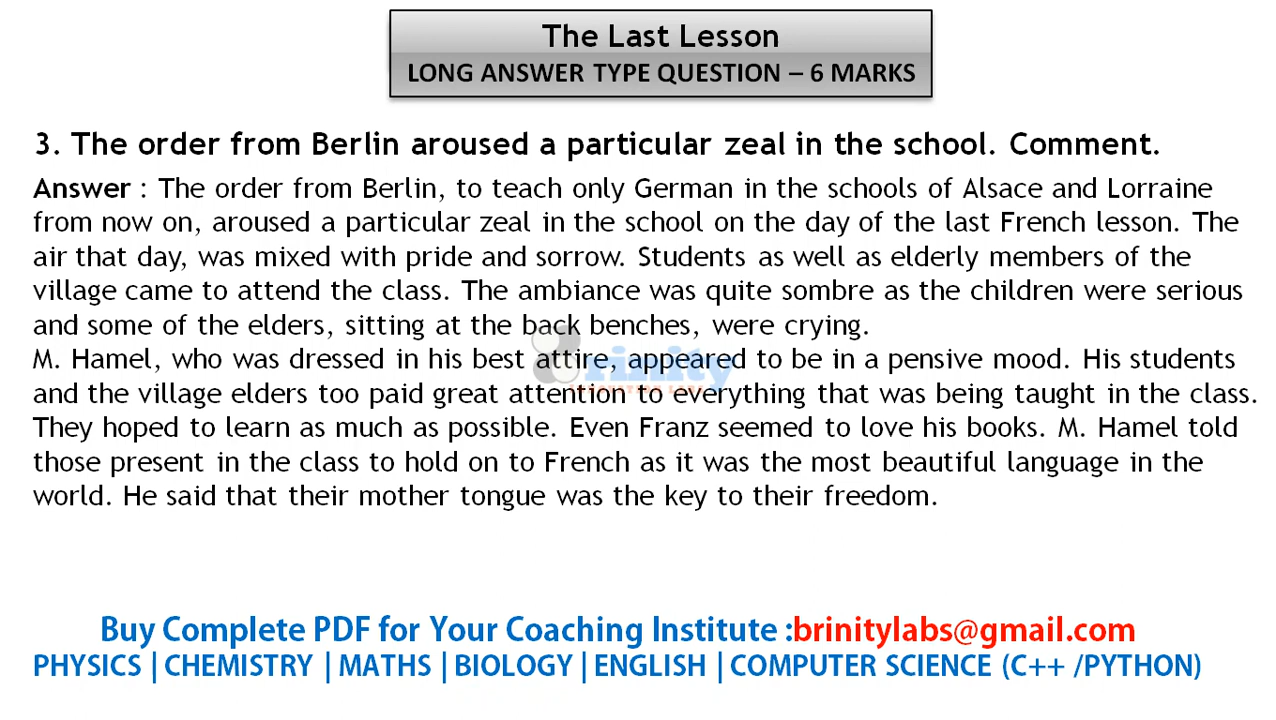 The Last Lesson
LONG ANSWER TYPE QUESTION – 6 MARKS
3. The order from Berlin aroused a particular zeal in the school. Comment.
Answer : The order from Berlin, to teach only German in the schools of Alsace and Lorraine
from now on, aroused a particular zeal in the school on the day of the last French lesson. The
air that day, was mixed with pride and sorrow. Students as well as elderly members of the
village came to attend the class. The ambiance was quite sombre as the children were serious
and some of the elders, sitting at the back benches, were crying.
M. Hamel, who was dressed in his best attire, appeared to be in a pensive mood. His students
and the village elders too paid great attention to everything that was being taught in the class.
They hoped to learn as much as possible. Even Franz seemed to love his books. M. Hamel told
those present in the class to hold on to French as it was the most beautiful language in the
world. He said that their mother tongue was the key to their freedom.
Buy Complete PDF for Your Coaching Institute :brinitylabs@gmail.com
PHYSICS | CHEMISTRY | MATHS | BIOLOGY | ENGLISH | COMPUTER SCIENCE (C++ /PYTHON)